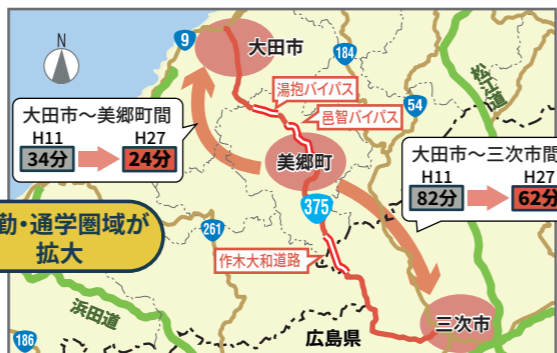 N
9
大田市
184
松江道
湯抱バイパス
54
邑智バイパス
大田市～美郷町間
H11
H27
34分
24分
美郷町
大田市～三次市間
H11
H27
82分
62分
375
勤・通学圏域が
拡大
261
作木大和道路
浜田道
186
広島県
三次市